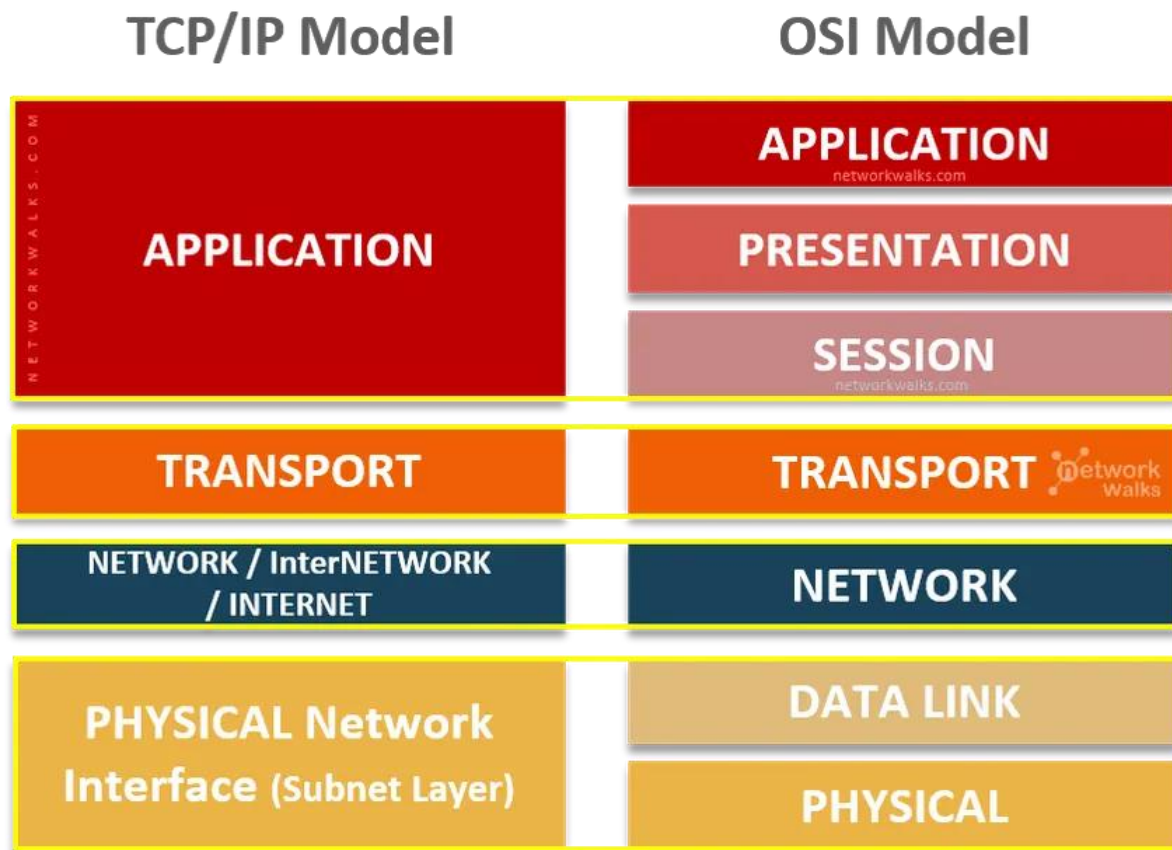 TCP/IP Model
OSI Model
NETWORKWALKS.COM
APPLICATION
APPLICATION
networkwalks.com
PRESENTATION
SESSION
networkwalks.com
TRANSPORT
TRANSPORT
network
Walks
NETWORK / InterNETWORK
/ INTERNET
NETWORK
PHYSICAL Network
Interface (Subnet Layer)
DATA LINK
PHYSICAL